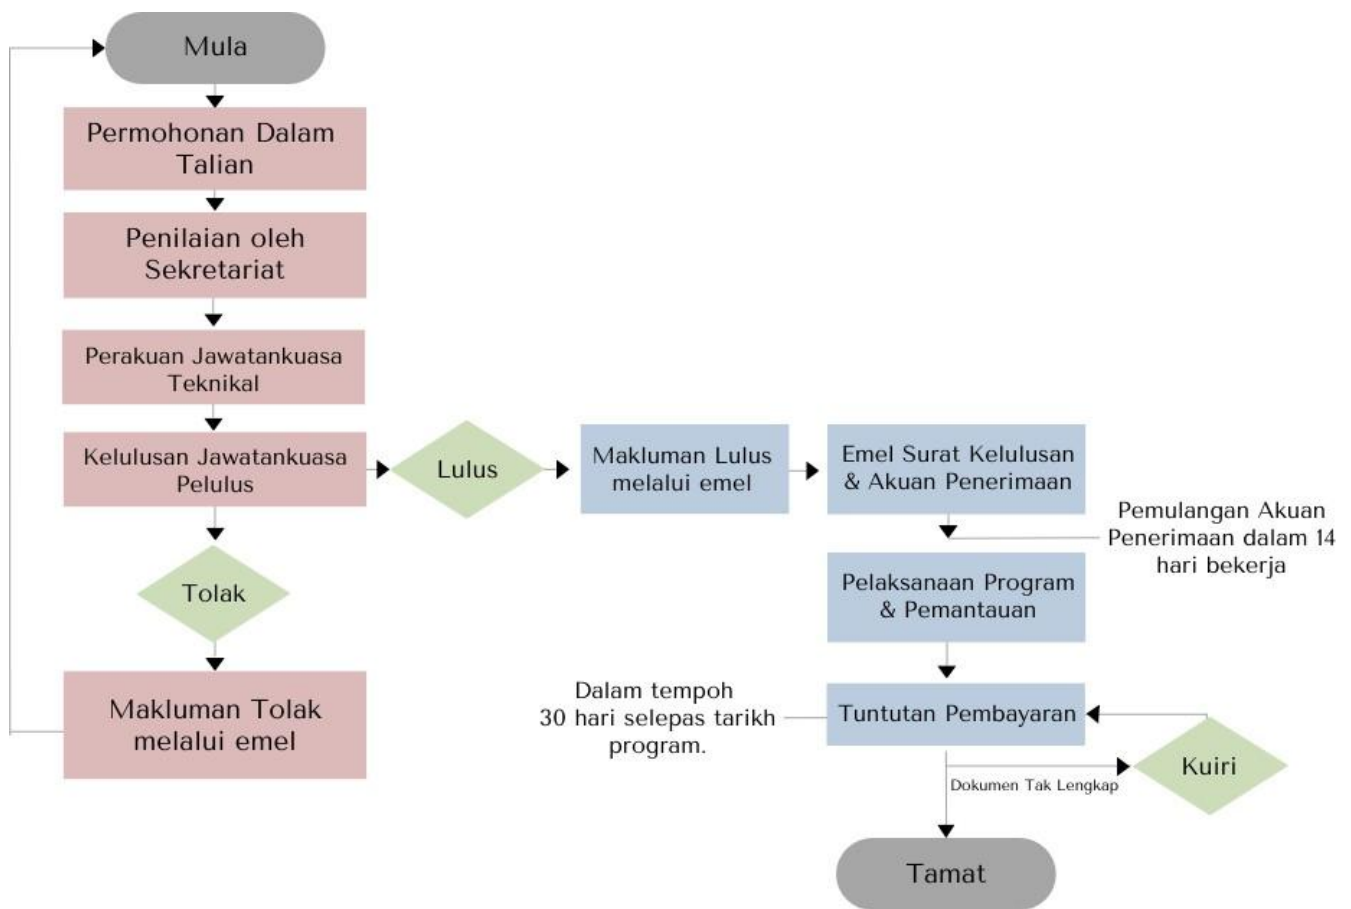 Mula
Permohonan Dalam
Talian
Penilaian oleh
Sekretariat
Perakuan Jawatankuasa
Teknikal
Kelulusan Jawatankuasa
Pelulus
Tolak
Makluman Tolak
melalui emel
Lulus
Makluman Lulus
melalui emel
Emel Surat Kelulusan
& Akuan Penerimaan
Pemulangan Akuan
Penerimaan dalam 14
hari bekerja
Pelaksanaan Program
& Pemantauan
Dalam tempoh
30 hari selepas tarikh
program.
Tuntutan Pembayaran
Kuiri
Dokumen Tak Lengkap
Tamat